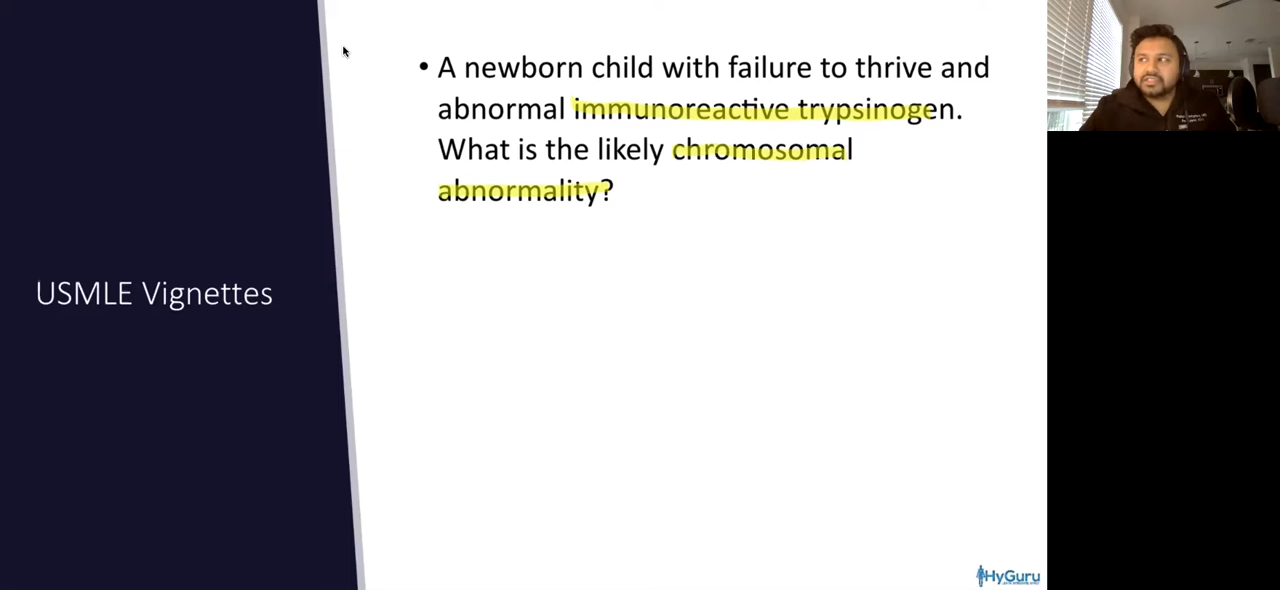 • A newborn child with failure to thrive and
abnormal immunoreactive trypsinogen.
What is the likely chromosomal
abnormality?
USMLE Vignettes
HyGuru